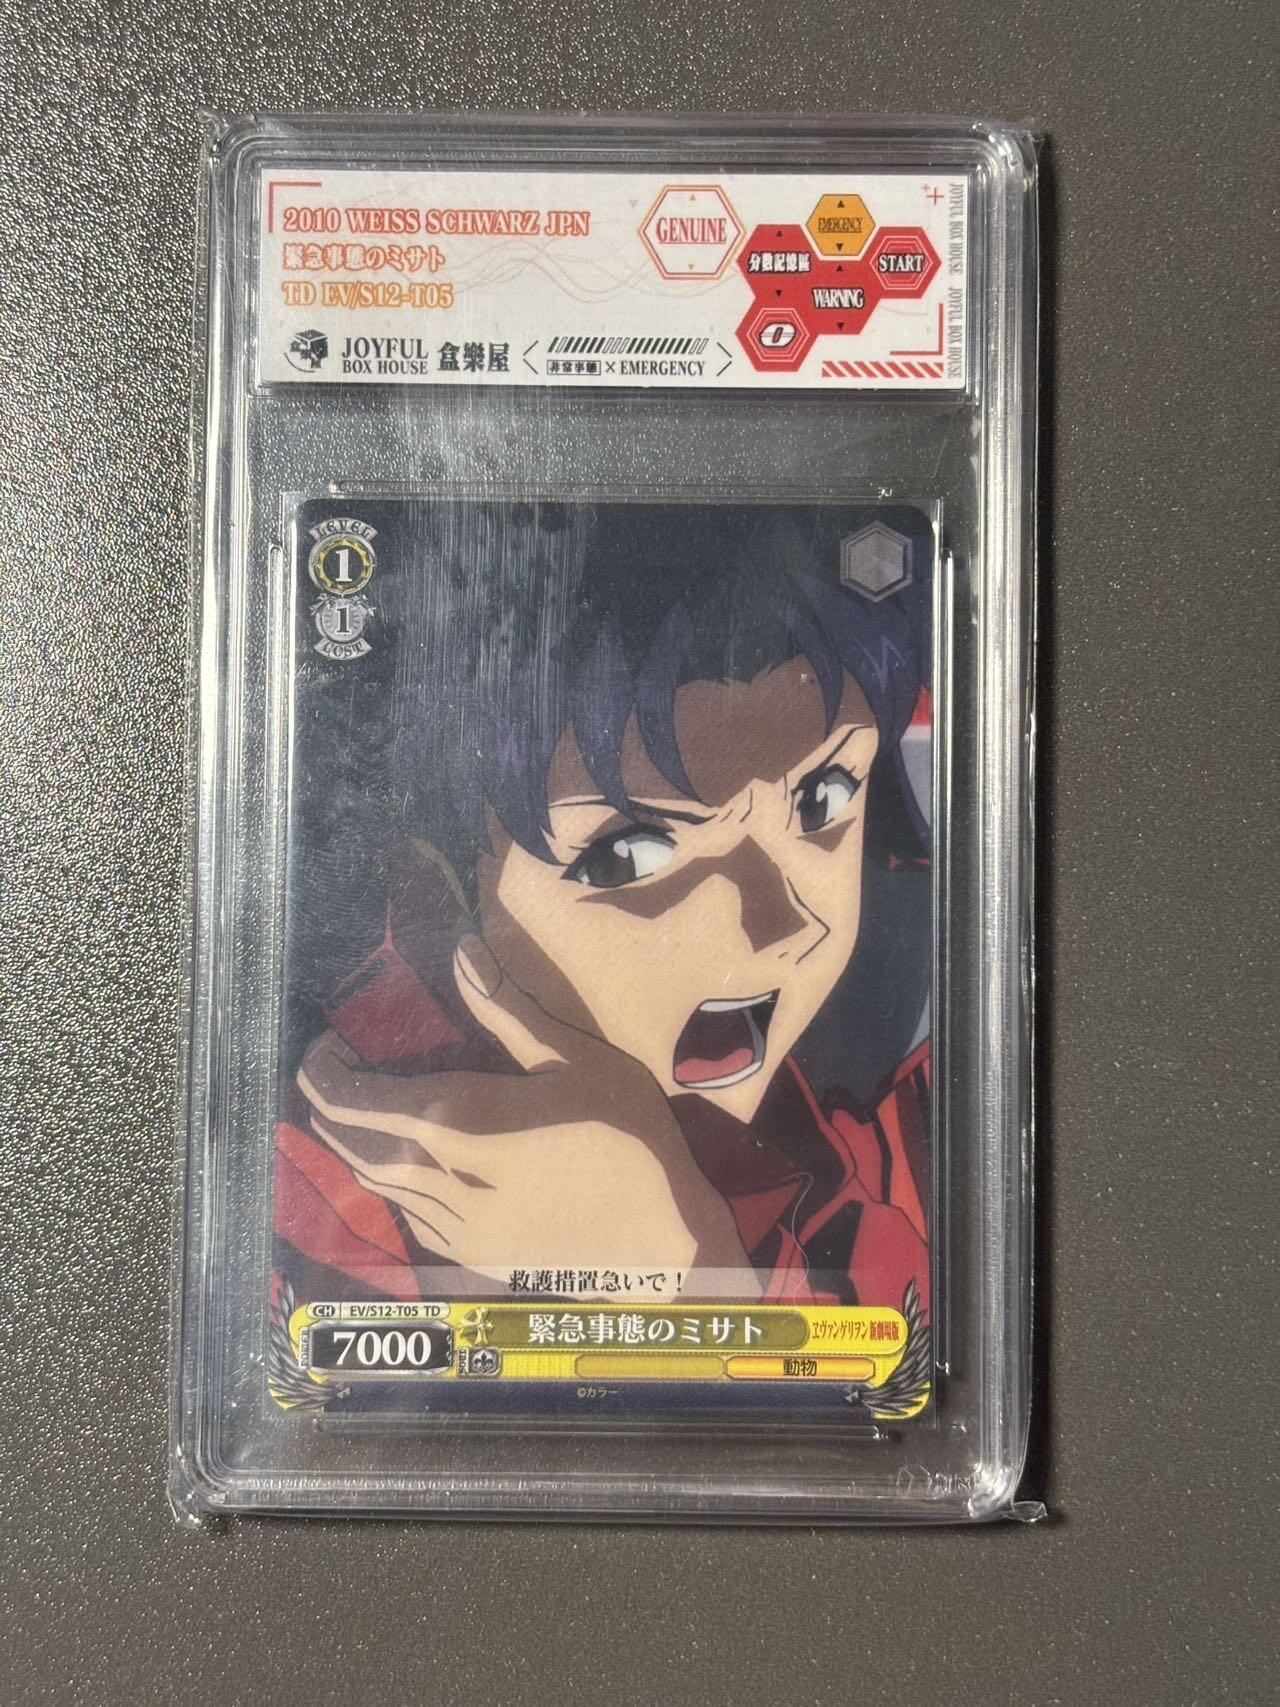 2010 WEISS SCHWARZ JPN
緊急事態のミサト
TD EV/S12-T05
GENUINE
EMERGENCY
分數記憶區
START
WARNING
0
JOYFUL
BOX HOUSE
盒樂屋
非常事態 × EMERGENCY
JOYFUL BOX HOUSE JOYFUL BOX HOUSE
LEVEL
1
1
COST
救護措置急いで！
CH EV/S12-T05 TD
7000
緊急事態のミサト
ヱヴァンゲリヲン新劇場版
動物
©カラー